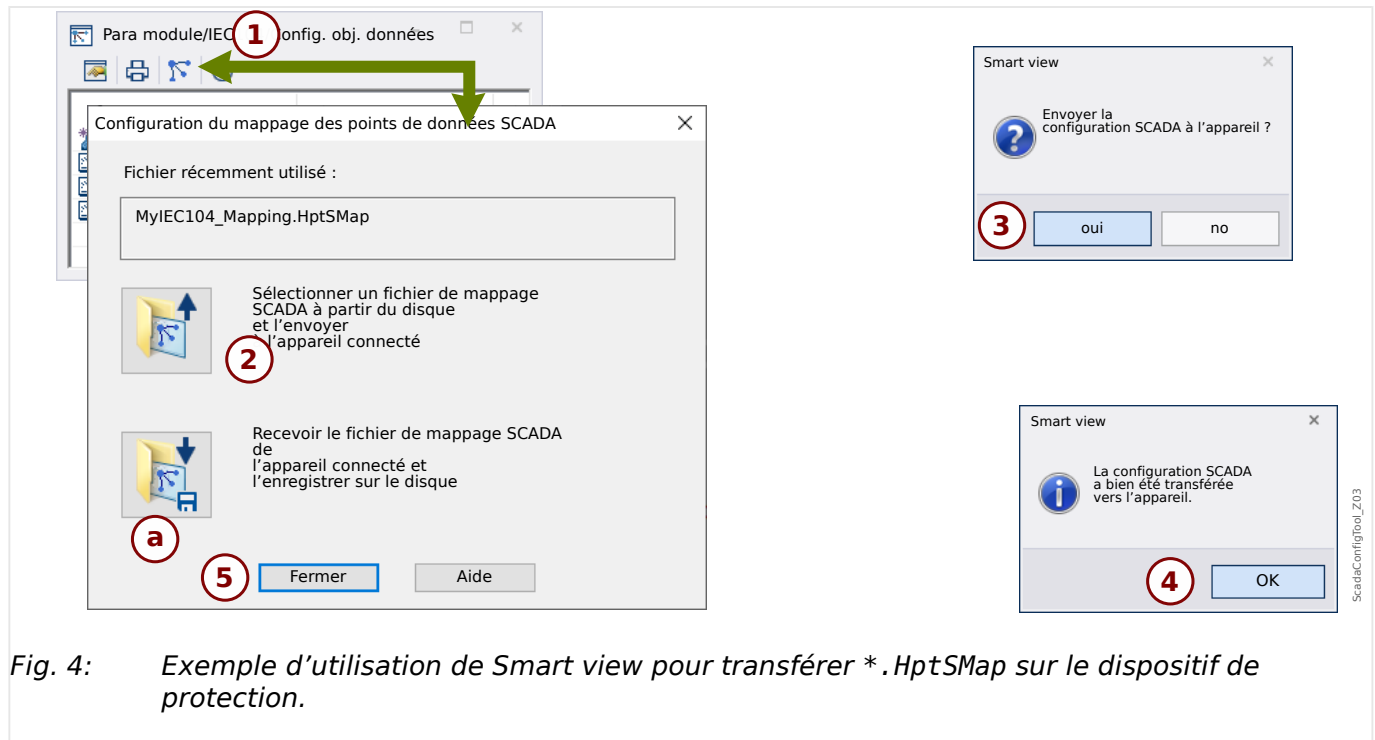 Para module/IEC 1 onfig. obj. données
Configuration du mappage des points de données SCADA
Fichier récemment utilisé :
MyIEC104_Mapping.HptSMap
Sélectionner un fichier de mappage
SCADA à partir du disque
et l’envoyer
l’appareil connecté
2
Recevoir le fichier de mappage SCADA
de
l’appareil connecté et
l’enregistrer sur le disque
a
5 Fermer Aide
Smart view
Envoyer la
configuration SCADA à l’appareil ?
3 oui no
Smart view
La configuration SCADA
a bien été transférée
vers l’appareil.
4 OK
ScadaConfigTool_Z03
Fig. 4: Exemple d’utilisation de Smart view pour transférer *.HptSMap sur le dispositif de
protection.